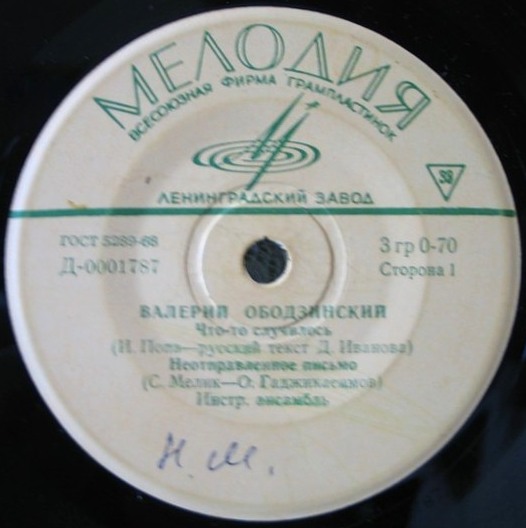 МЕЛОДИЯ
ВСЕСОЮЗНАЯ ФИРМА ГРАМПЛАСТИНОК
ЛЕНИНГРАДСКИЙ ЗАВОД
33
ГОСТ 5289-68
Д-0001787
3 гр 0-70
Сторона 1
ВАЛЕРИЙ ОБОДЗИНСКИЙ
Что-то случилось
(И. Попа—русский текст Д. Иванова)
Неотправленное письмо
(С. Мелик—О. Гаджикасимов)
Инстр. ансамбль
Н. М.